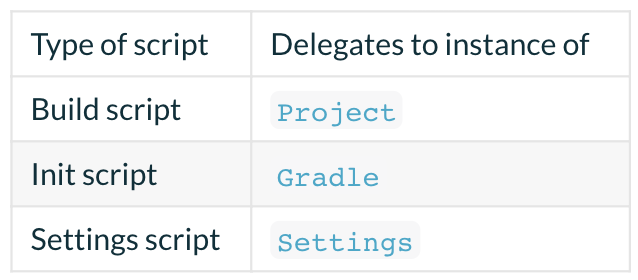 Type of script Delegates to instance of
Build script Project
Init script Gradle
Settings script Settings